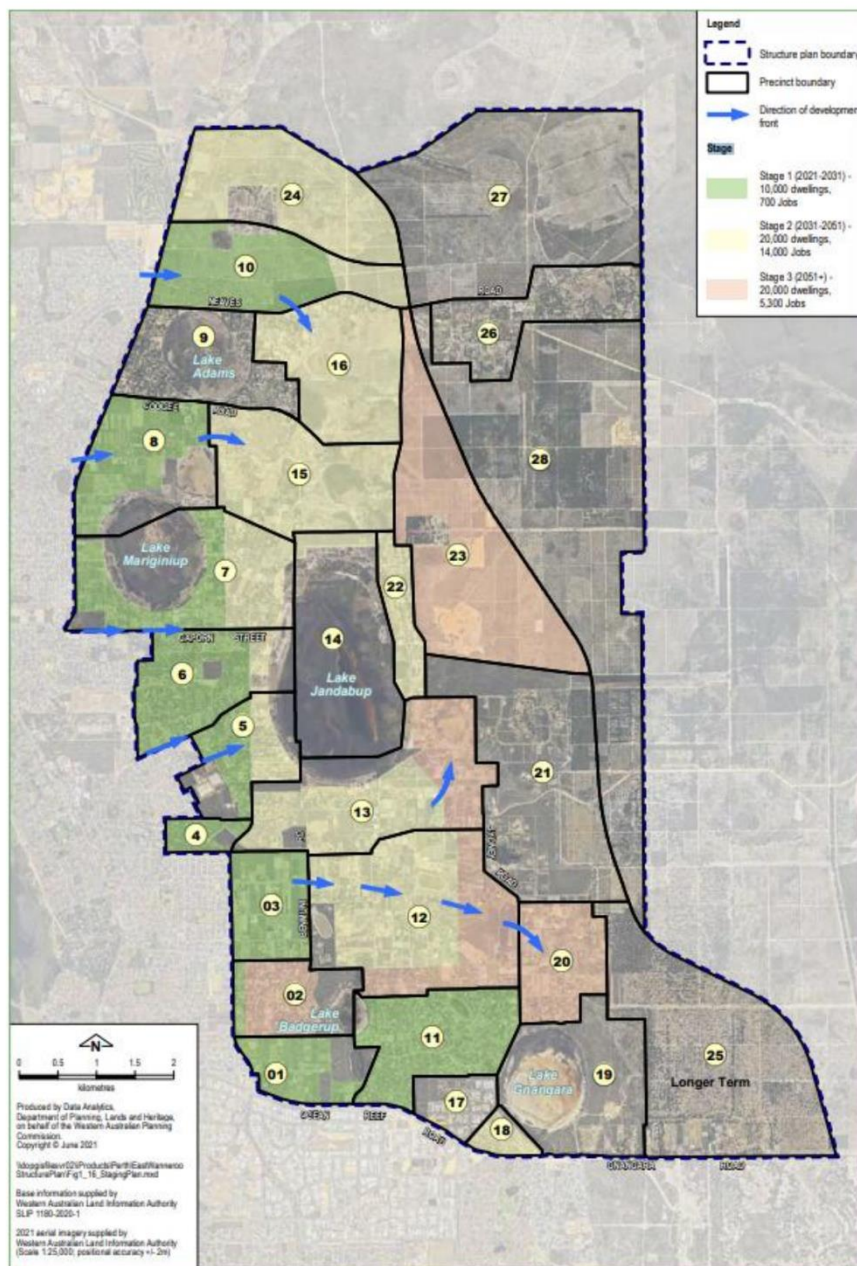 Legend
Structure plan boundary
Precinct boundary
Direction of development
front
Stage
Stage 1 (2021-2031) -
10,000 dwellings,
700 Jobs
Stage 2 (2031-2051) -
20,000 dwellings,
14,000 Jobs
Stage 3 (2051+) -
20,000 dwellings,
5,300 Jobs
24
27
10
NEAVES
ROAD
26
9
Lake
Adams
16
ROAD
8
28
15
23
Lake
Mariginiup
7
22
STREET
14
6
Lake
Jandabup
5
21
13
4
ROAD
03
12
20
02
Lake
Badgerup
11
25
Longer Term
01
Lake
Gnangara
19
17
OCEAN
REEF
ROAD
18
GNANGARA
ROAD
N
0
0.5
1
2
kilometres
Produced by Data Analytics,
Department of Planning, Lands and Heritage,
on behalf of the Western Australian Planning
Commission.
Copyright © June 2021
Base information supplied by
Western Australian Land Information Authority
SLIP 1180-2020-1
2021 aerial imagery supplied by
Western Australian Land Information Authority
(Scale 1:25,000; positional accuracy +/- 2m)